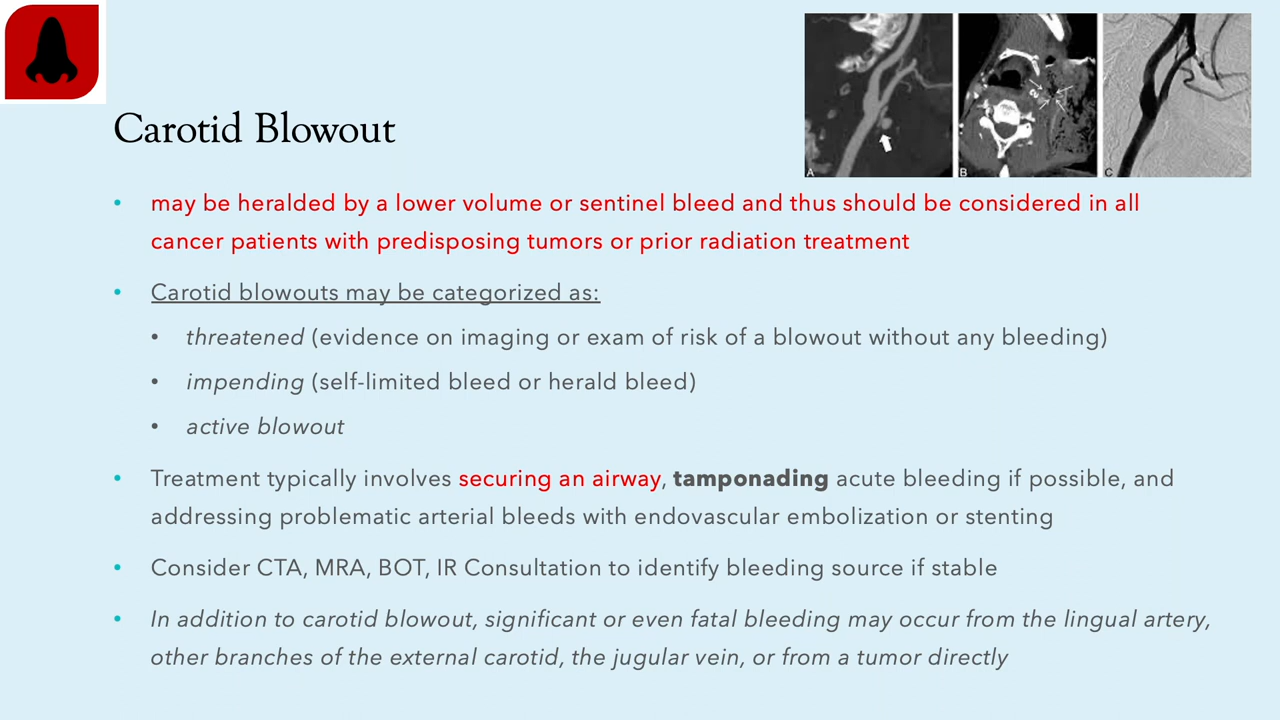 A
B
C
Carotid Blowout
• may be heralded by a lower volume or sentinel bleed and thus should be considered in all
cancer patients with predisposing tumors or prior radiation treatment
• Carotid blowouts may be categorized as:
• threatened (evidence on imaging or exam of risk of a blowout without any bleeding)
• impending (self-limited bleed or herald bleed)
• active blowout
• Treatment typically involves securing an airway, tamponading acute bleeding if possible, and
addressing problematic arterial bleeds with endovascular embolization or stenting
• Consider CTA, MRA, BOT, IR Consultation to identify bleeding source if stable
• In addition to carotid blowout, significant or even fatal bleeding may occur from the lingual artery,
other branches of the external carotid, the jugular vein, or from a tumor directly